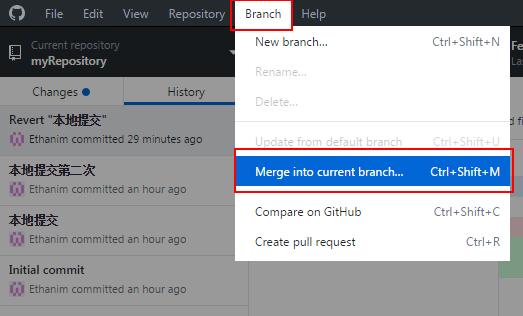 File Edit View Repository Branch Help
Current repository
myRepository
Changes History
Revert "本地提交"
Ethanim committed 29 minutes ago
本地提交第二次
Ethanim committed an hour ago
本地提交
Ethanim committed an hour ago
Initial commit
Ethanim committed an hour ago
New branch... Ctrl+Shift+N
Rename...
Delete...
Update from default branch Ctrl+Shift+U
Merge into current branch... Ctrl+Shift+M
Compare on GitHub Ctrl+Shift+C
Create pull request Ctrl+R
Fe
Las
d fi